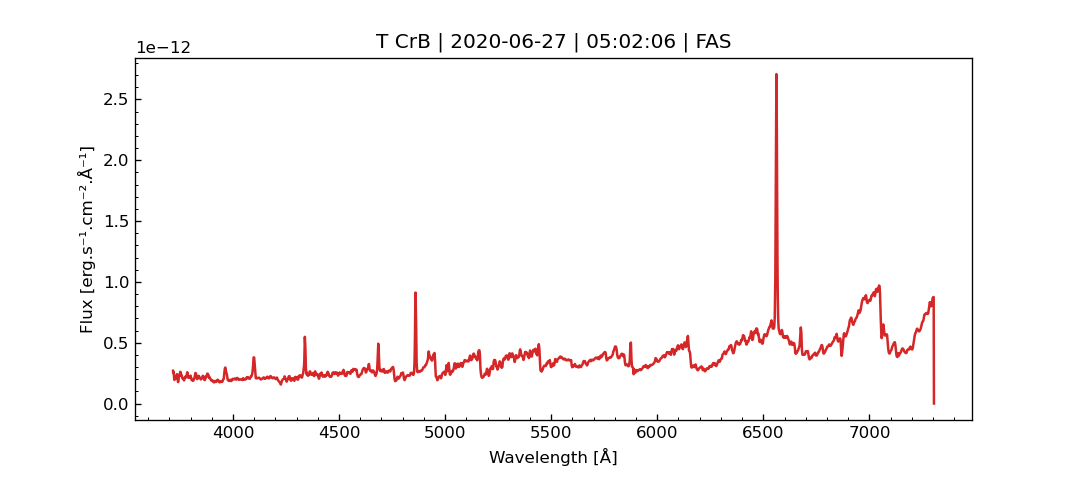 T CrB | 2020-06-27 | 05:02:06 | FAS
1e−12
2.5
2.0
1.5
1.0
0.5
0.0
Flux [erg.s⁻¹.cm⁻².Å⁻¹]
4000 4500 5000 5500 6000 6500 7000
Wavelength [Å]